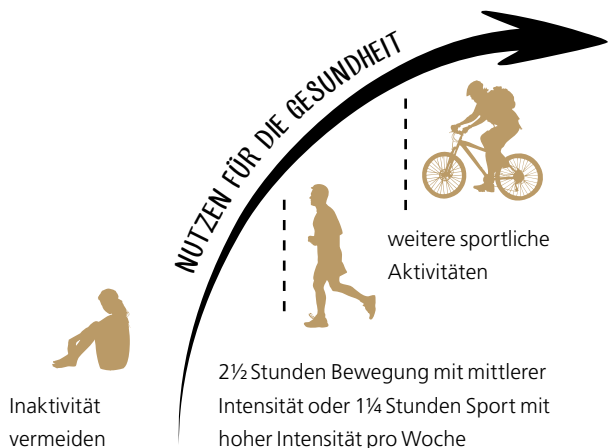 NUTZEN FÜR DIE GESUNDHEIT
weitere sportliche
Aktivitäten
Inaktivität
vermeiden
2½ Stunden Bewegung mit mittlerer
Intensität oder 1¼ Stunden Sport mit
hoher Intensität pro Woche